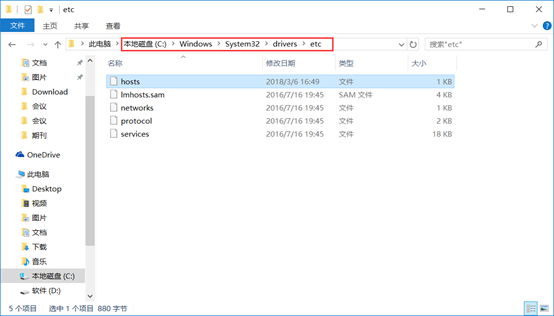 etc
文件 主页 共享 查看
此电脑 本地磁盘 (C:) Windows System32 drivers etc 搜索"etc"
名称 修改日期 类型 大小
hosts 2018/3/6 16:49 文件 1 KB
lmhosts.sam 2016/7/16 19:45 SAM 文件 4 KB
networks 2016/7/16 19:45 文件 1 KB
protocol 2016/7/16 19:45 文件 2 KB
services 2016/7/16 19:45 文件 18 KB
文档
图片
Download
会议
会议
期刊
OneDrive
此电脑
Desktop
视频
图片
文档
下载
音乐
本地磁盘 (C:)
软件 (D:)
5 个项目 选中 1 个项目 880 字节